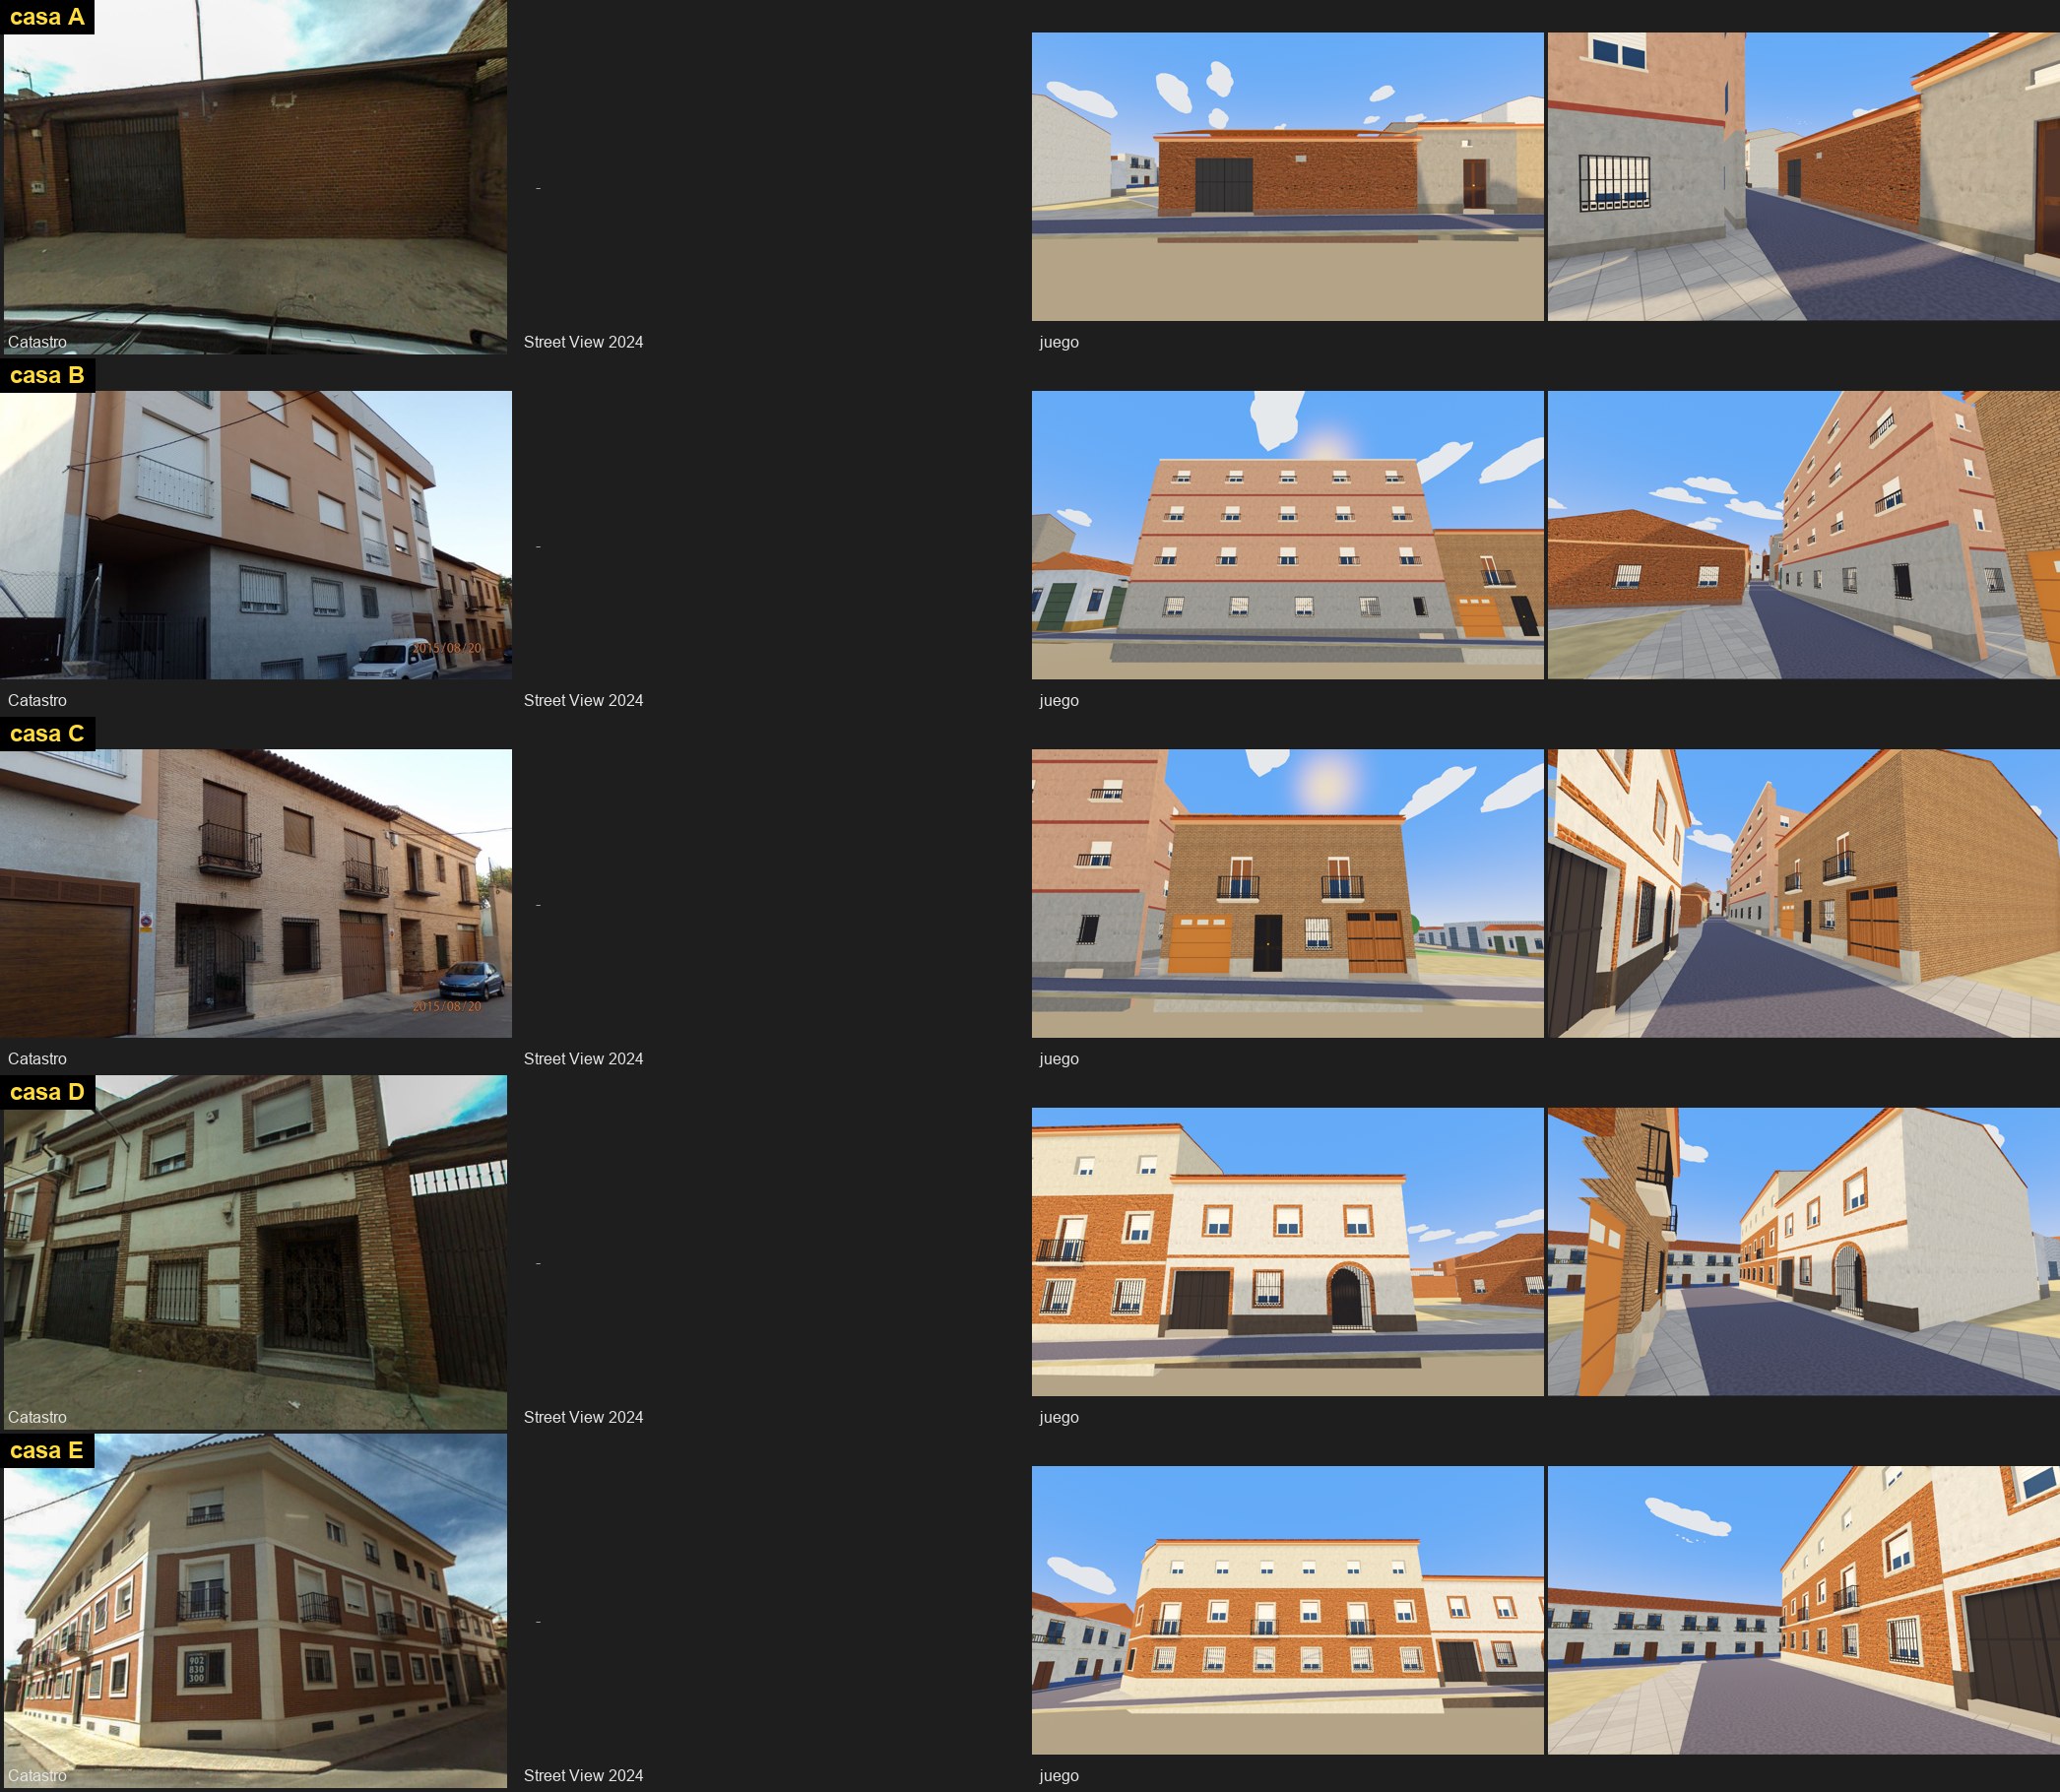 casa A
-
Catastro
Street View 2024
juego
casa B
-
2015/08/20
Catastro
Street View 2024
juego
casa C
-
2015/08/20
Catastro
Street View 2024
juego
casa D
-
Catastro
Street View 2024
juego
casa E
902
830
300
-
Catastro
Street View 2024
juego